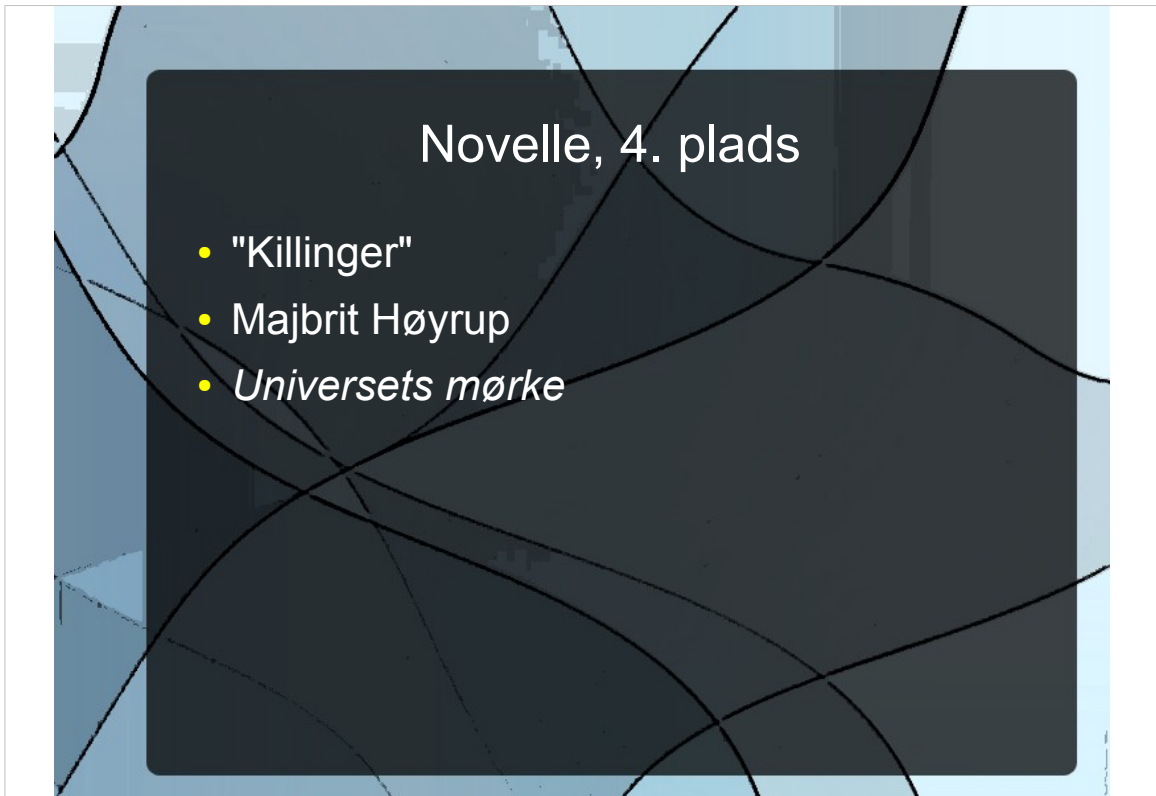 Novelle, 4. plads
• "Killinger"
• Majbrit Høyrup
• Universets mørke